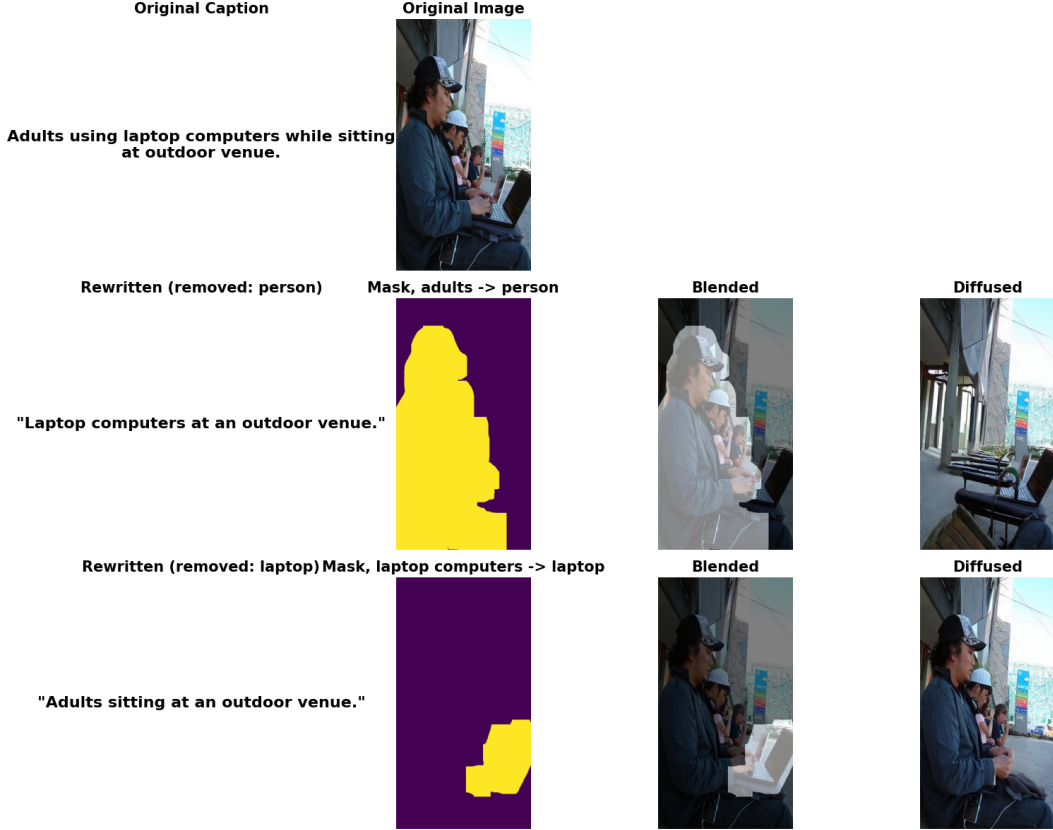 Original Caption
Original Image
Adults using laptop computers while sitting
at outdoor venue.
Rewritten (removed: person)
Mask, adults -> person
Blended
Diffused
"Laptop computers at an outdoor venue."
Rewritten (removed: laptop)
Mask, laptop computers -> laptop
Blended
Diffused
"Adults sitting at an outdoor venue."